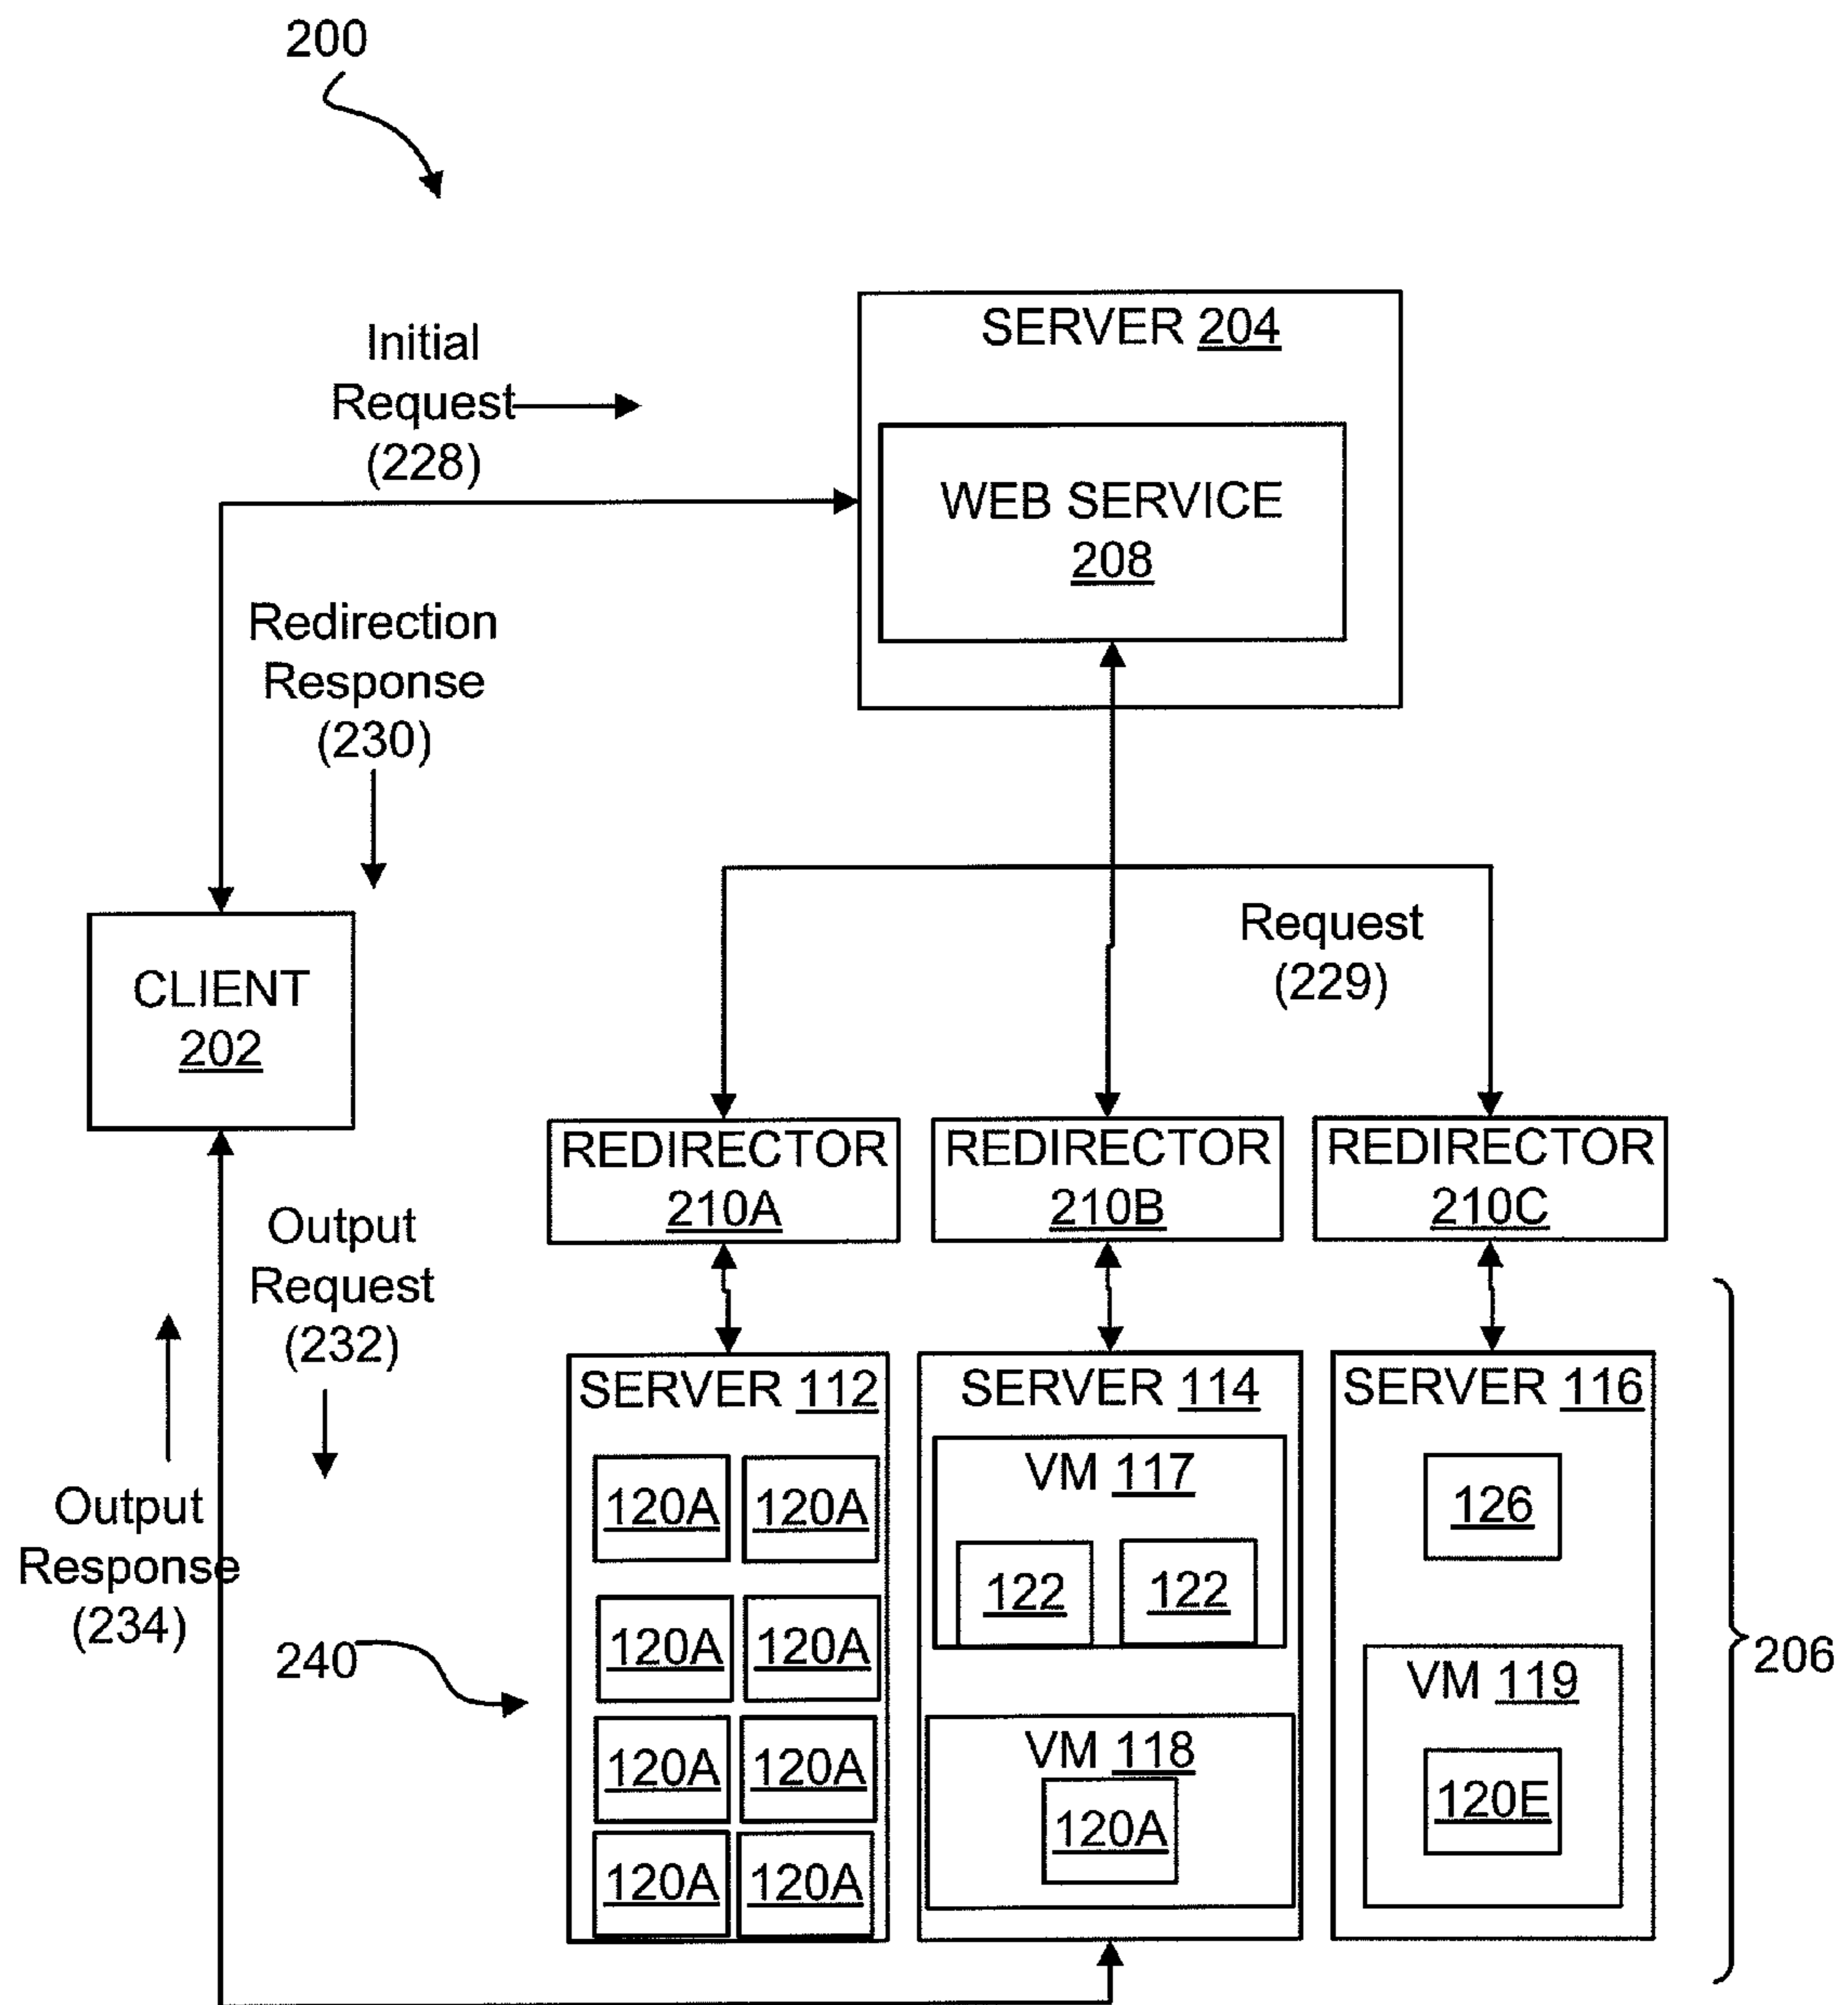 200
SERVER 204
Initial
Request
(228)
WEB SERVICE
208
Redirection
Response
(230)
Request
(229)
CLIENT
202
REDIRECTOR
210A
REDIRECTOR
210B
REDIRECTOR
210C
Output
Request
(232)
Output
Response
(234)
240
SERVER 112
120A
120A
120A
120A
120A
120A
120A
120A
SERVER 114
VM 117
122
122
VM 118
120A
SERVER 116
126
VM 119
120E
206